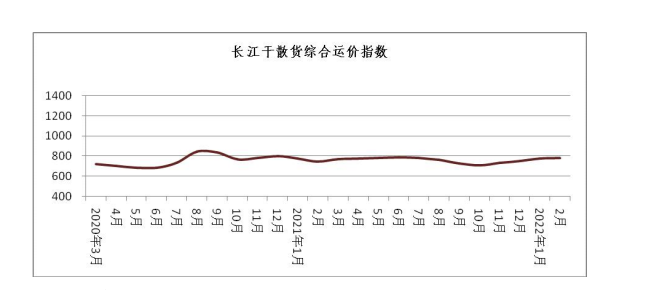 长江干散货综合运价指数
1400
1200
1000
800
600
400
2020年3月
4月
5月
6月
7月
8月
9月
10月
11月
12月
2021年1月
2月
3月
4月
5月
6月
7月
8月
9月
10月
11月
12月
2022年1月
2月